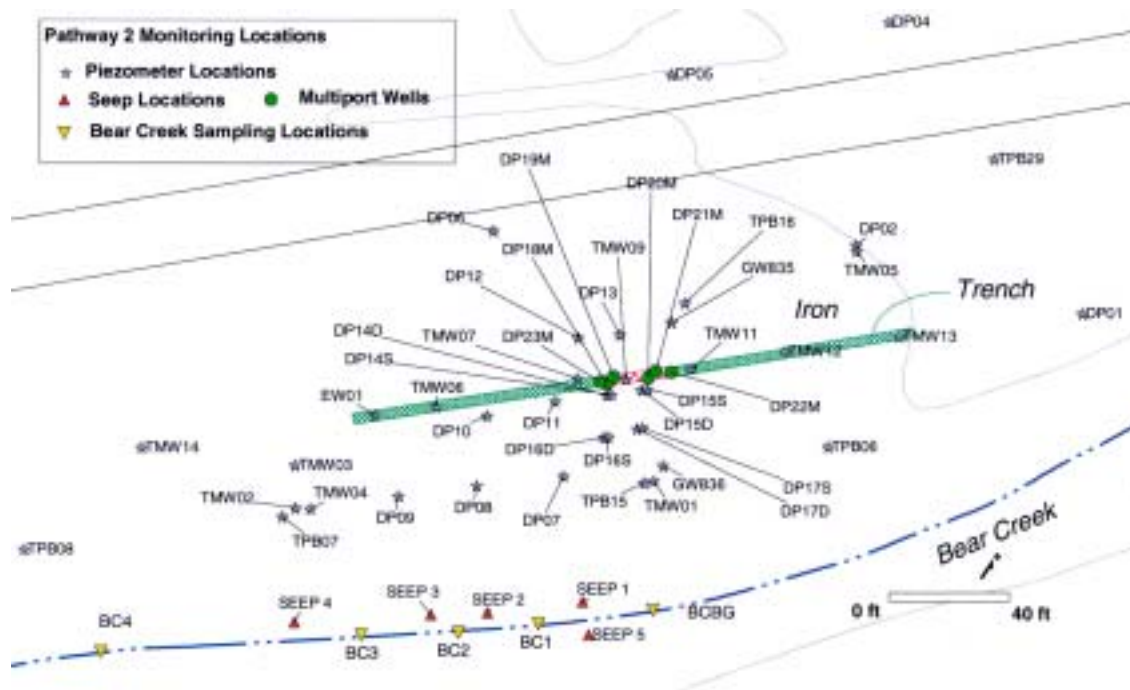 Pathway 2 Monitoring Locations
Piezometer Locations
Seep Locations
Multiport Wells
Bear Creek Sampling Locations
DP04
DP05
DP19M
DP20M
TPB29
DP06
DP21M
TPB16
DP02
DP18M
TMW09
TMW05
DP12
DP13
GW835
Iron
Trench
DP14D
TMW07
DP23M
TMW11
TMW12
TMW13
DP01
DP14S
TMW06
EW01
DP15S
DP22M
DP10
DP11
DP15D
TMW14
DP16D
DP16S
TPB06
TMW03
GW836
DP17S
TMW02
TMW04
DP09
DP08
DP07
TPB15
TMW01
DP17D
TPB07
TPB08
Bear Creek
SEEP 4
SEEP 3
SEEP 2
SEEP 1
BCBG
0 ft
40 ft
BC4
BC3
BC2
BC1
SEEP 5